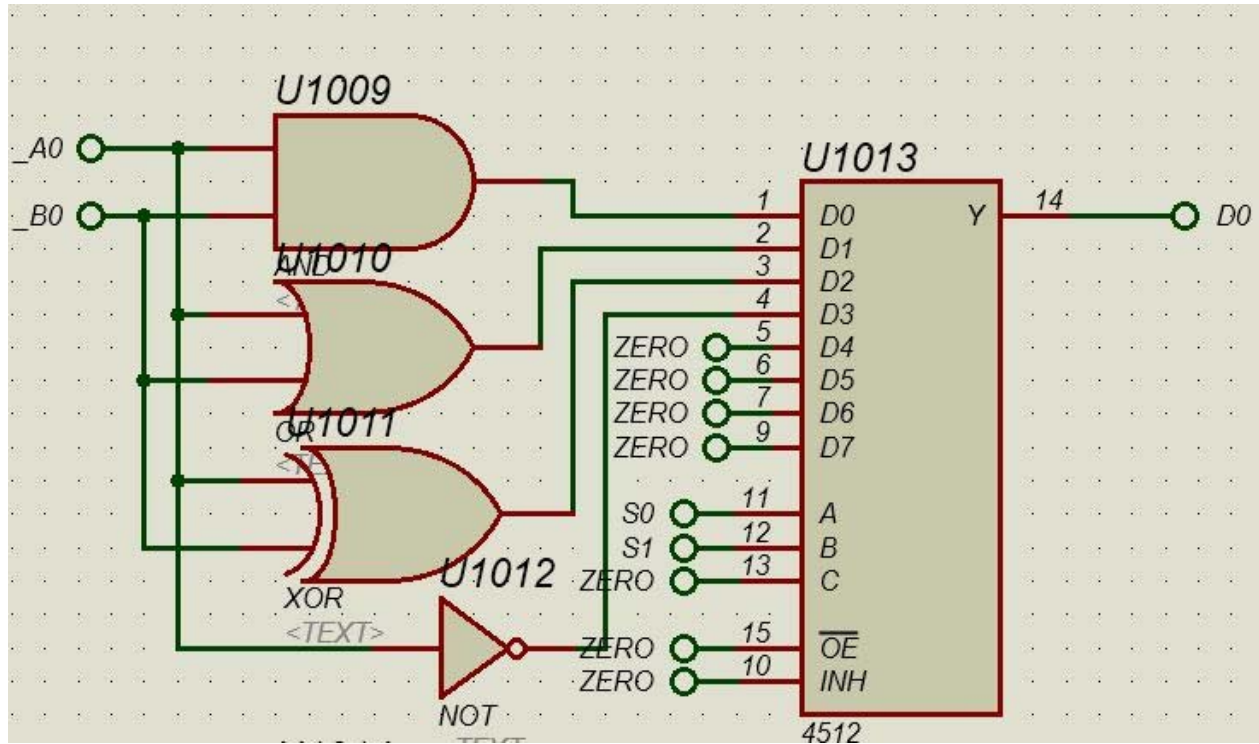 U1009
_A0
_B0
AND
U1010
OR
U1011
<TE
XOR
<TEXT>
U1012
NOT
U1013
1 D0 Y 14 D0
2 D1
3 D2
4 D3
ZERO 5 D4
ZERO 6 D5
ZERO 7 D6
ZERO 9 D7
S0 11 A
S1 12 B
ZERO 13 C
ZERO 15 OE
ZERO 10 INH
4512